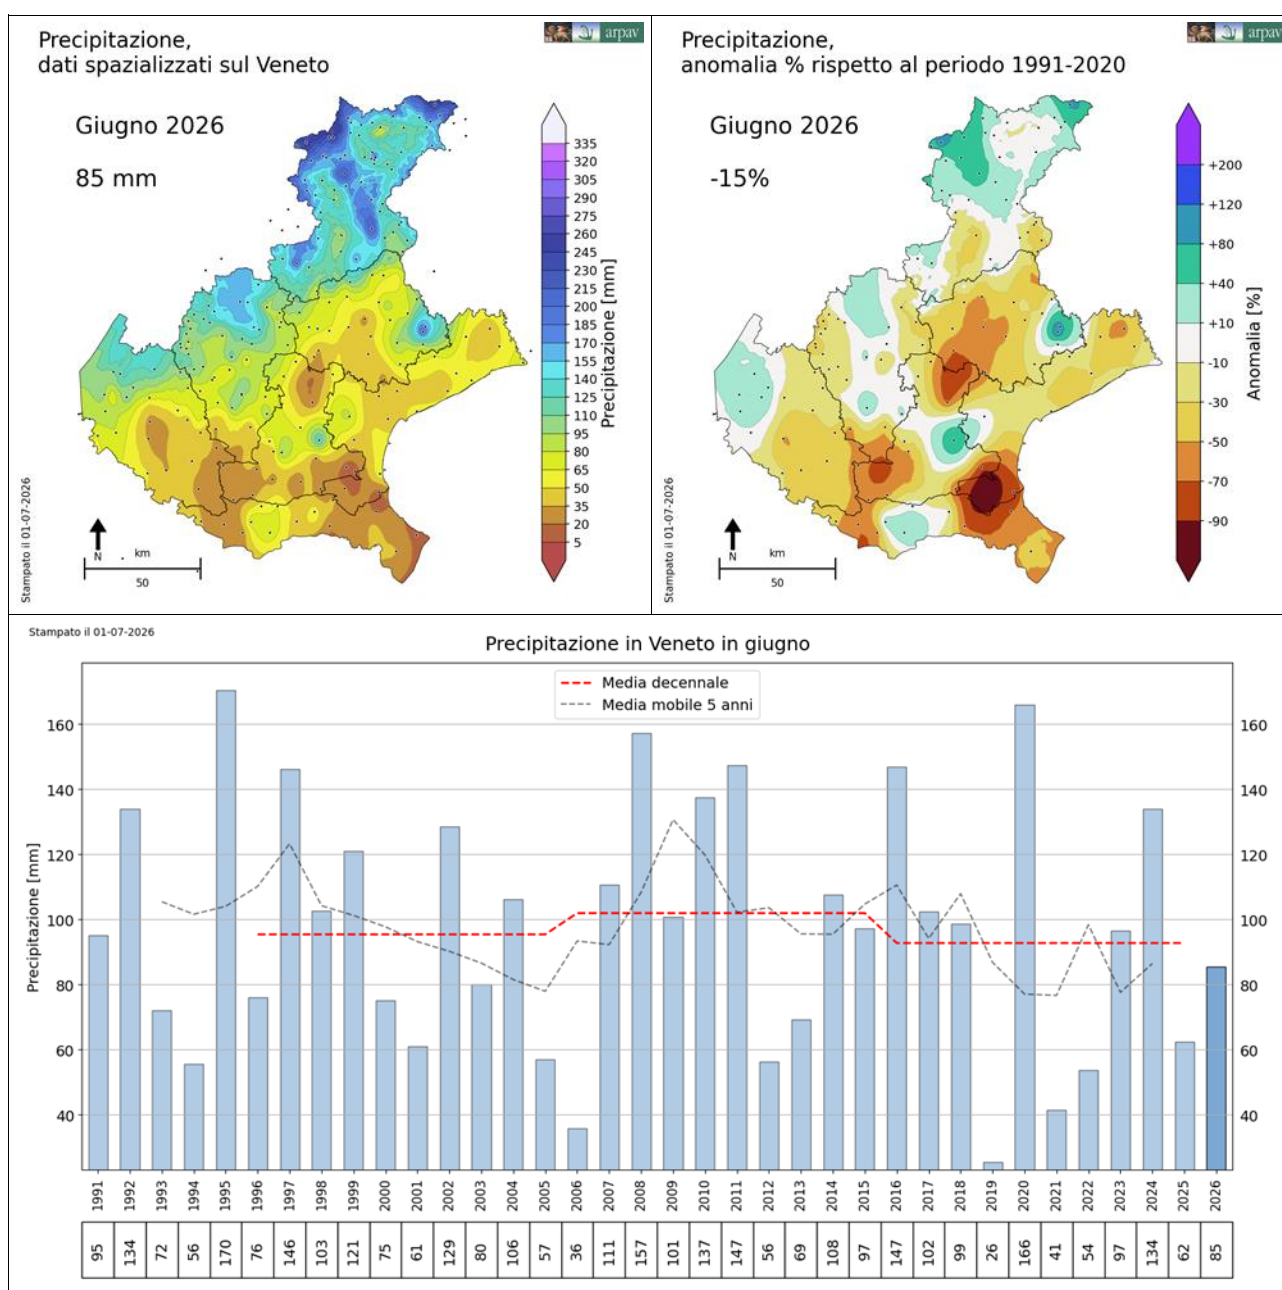 Precipitazione,
dati spazializzati sul Veneto
arpav
Giugno 2026
85 mm
335
320
305
290
275
260
245
230
215
200
185
170
155
140
125
110
95
80
65
50
35
20
5
Precipitazione [mm]
Stampato il 01-07-2026
N
km
50
Precipitazione,
anomalia % rispetto al periodo 1991-2020
arpav
Giugno 2026
-15%
+200
+120
+80
+40
+10
-10
-30
-50
-70
-90
Anomalia [%]
Stampato il 01-07-2026
N
km
50
Stampato il 01-07-2026
Precipitazione in Veneto in giugno
Media decennale
Media mobile 5 anni
Precipitazione [mm]
160 160
140 140
120 120
100 100
80 80
60 60
40 40
1991 1992 1993 1994 1995 1996 1997 1998 1999 2000 2001 2002 2003 2004 2005 2006 2007 2008 2009 2010 2011 2012 2013 2014 2015 2016 2017 2018 2019 2020 2021 2022 2023 2024 2025 2026
95 134 72 56 170 76 146 103 121 75 61 129 80 106 57 36 111 157 101 137 147 56 69 108 97 147 102 99 26 166 41 54 97 134 62 85